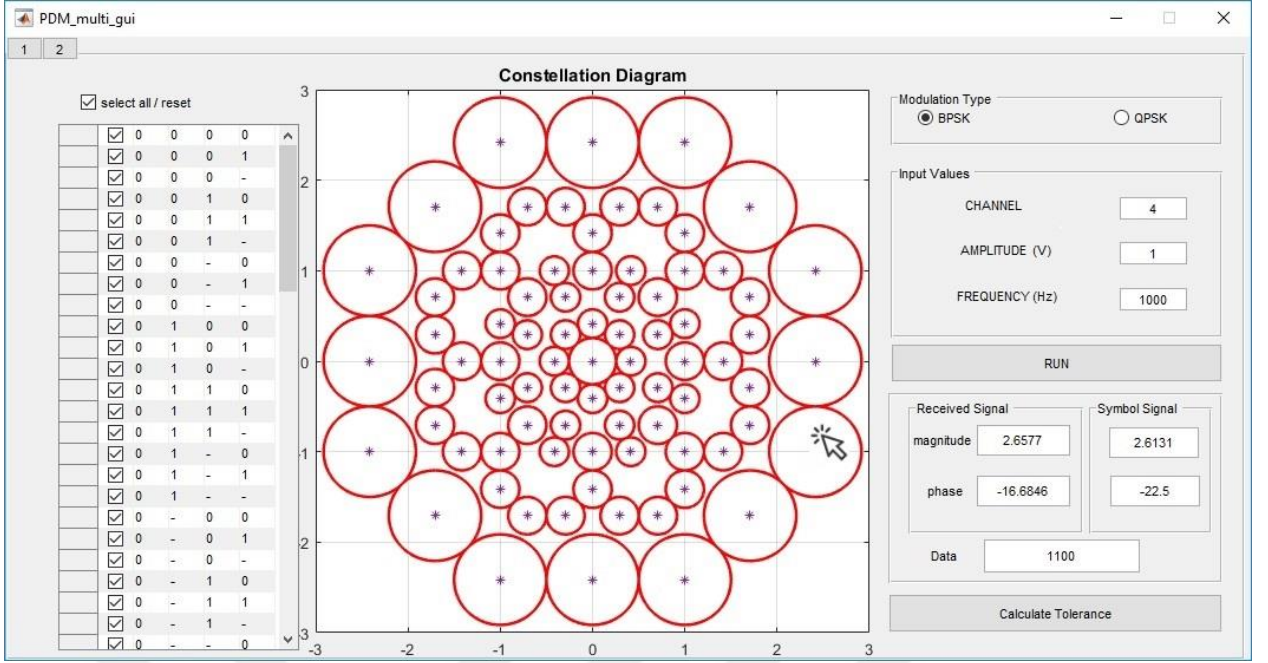 PDM_multi_gui
1 2
Constellation Diagram
select all / reset
0 0 0 0
0 0 0 1
0 0 0 -
0 0 1 0
0 0 1 1
0 0 1 -
0 0 - 0
0 0 - 1
0 0 - -
0 1 0 0
0 1 0 1
0 1 0 -
0 1 1 0
0 1 1 1
0 1 1 -
0 1 - 0
0 1 - 1
0 1 - -
0 - 0 0
0 - 0 1
0 - 0 -
0 - 1 0
0 - 1 1
0 - 1 -
0 - - 0
3
2
1
0
-1
-2
-3
-3 -2 -1 0 1 2 3
Modulation Type
BPSK QPSK
Input Values
CHANNEL 4
AMPLITUDE (V) 1
FREQUENCY (Hz) 1000
RUN
Received Signal Symbol Signal
magnitude 2.6577 2.6131
phase -16.6846 -22.5
Data 1100
Calculate Tolerance